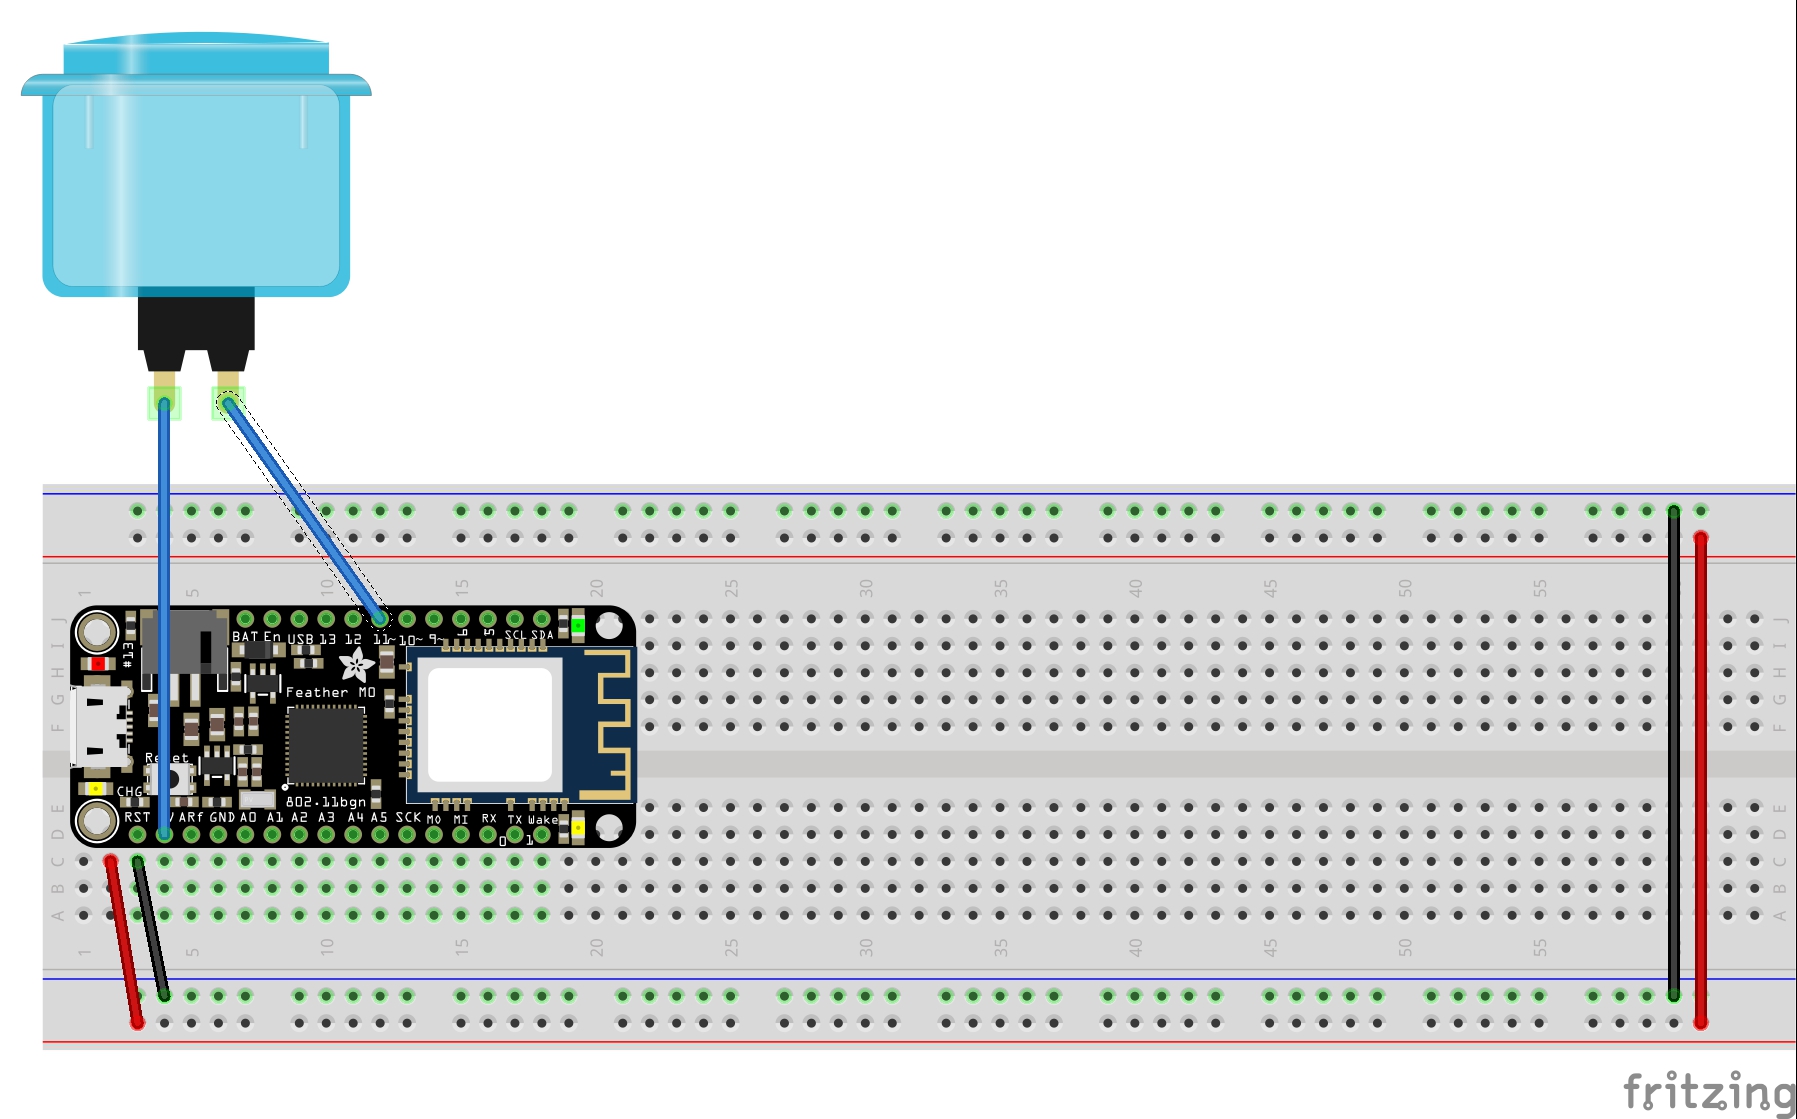 1 5 10 15 20 25 30 35 40 45 50 55
J J
I I
H H
G G
F F
BAT En USB 13 12 11~ 10~ 9~ 6 5 SCL SDA
#13
Feather M0
Reset
CHG
802.11bgn
RST ARf GND A0 A1 A2 A3 A4 A5 SCK M0 MI RX TX Wake
0 1
E E
D D
C C
B B
A A
1 5 10 15 20 25 30 35 40 45 50 55
fritzing